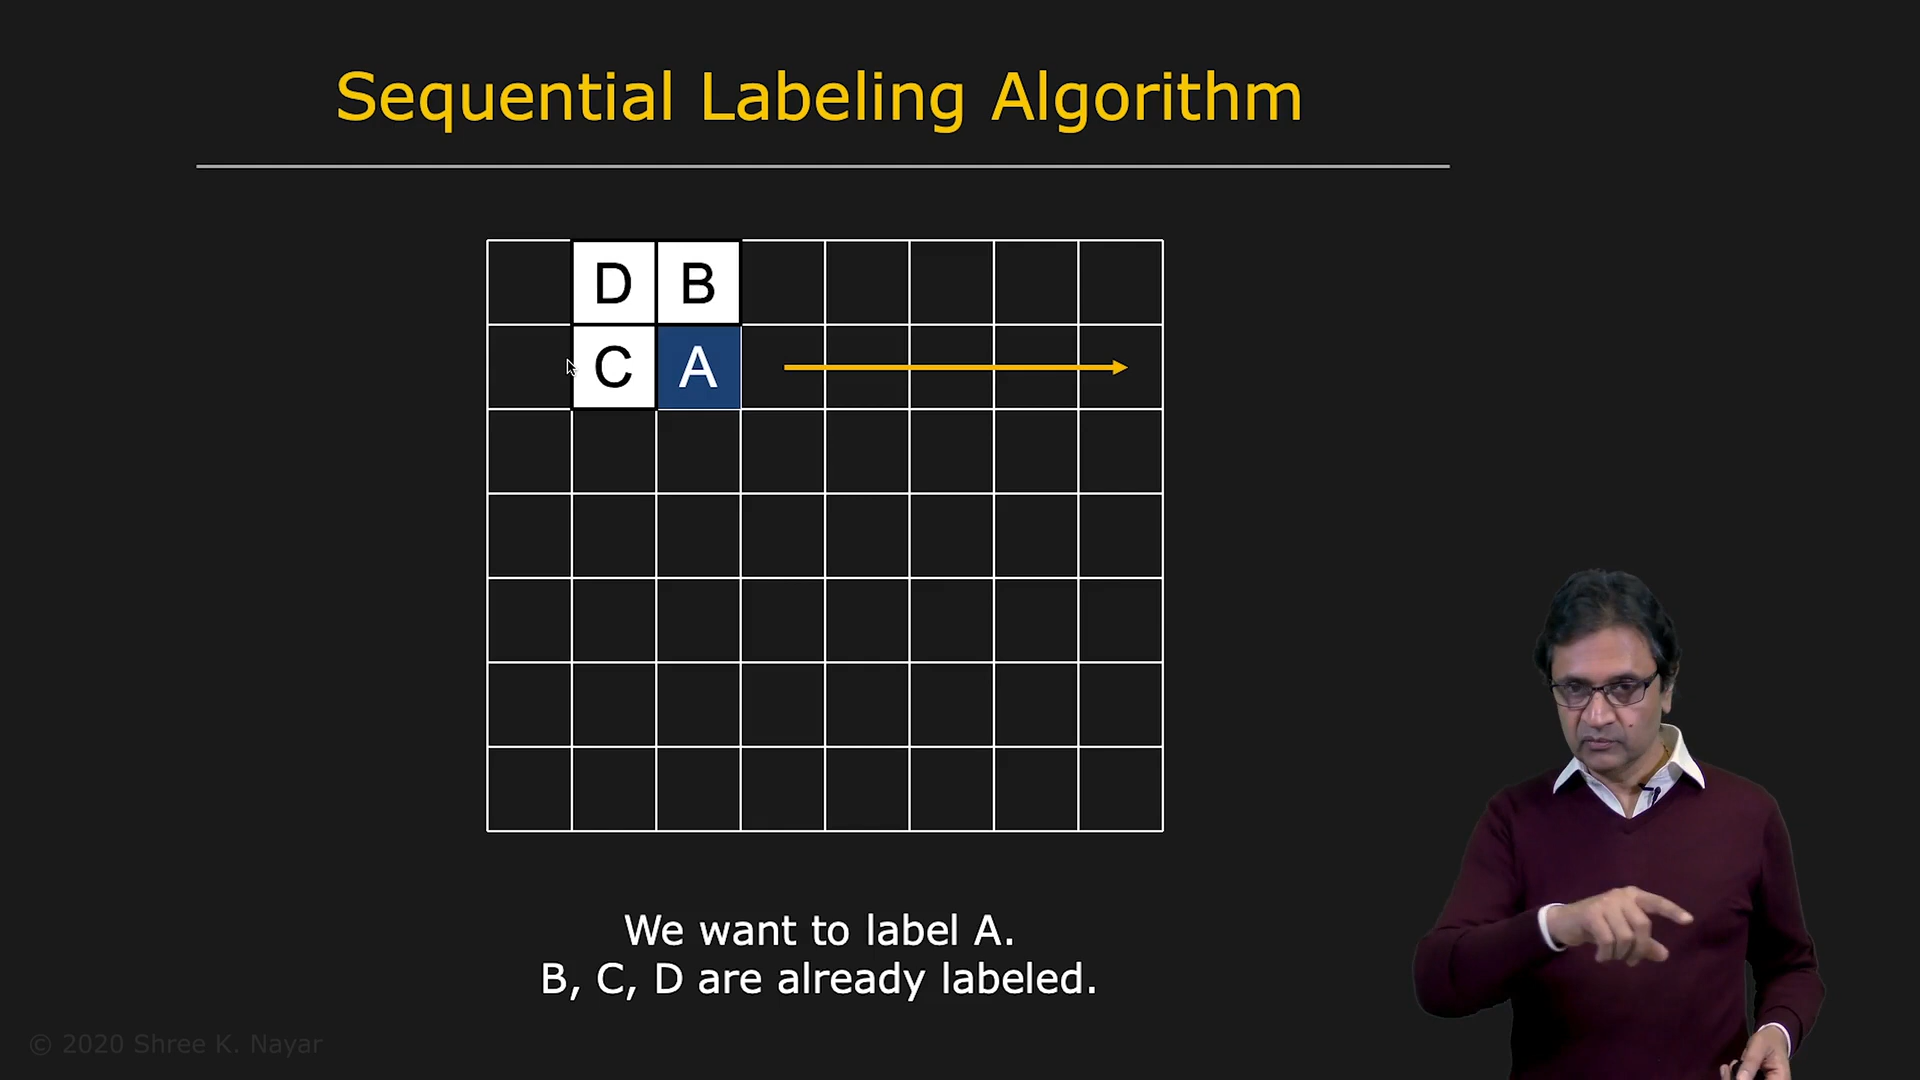 Sequential Labeling Algorithm
D B
C A
We want to label A.
B, C, D are already labeled.
© 2020 Shree K. Nayar